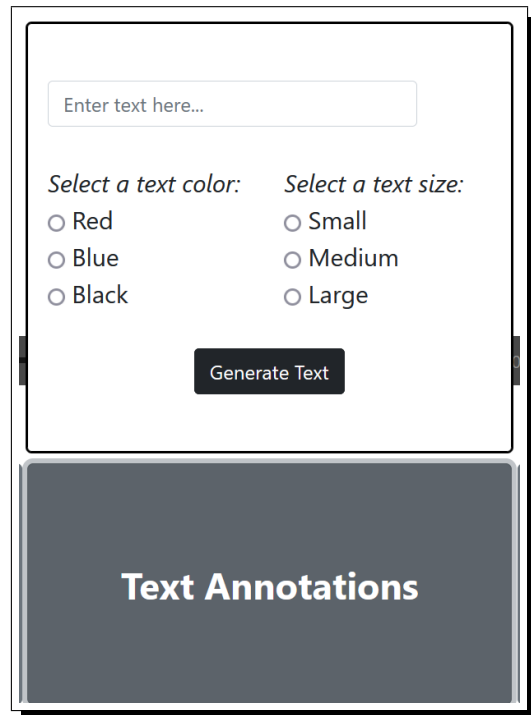 Enter text here...
Select a text color:
Red
Blue
Black
Select a text size:
Small
Medium
Large
Generate Text
Text Annotations